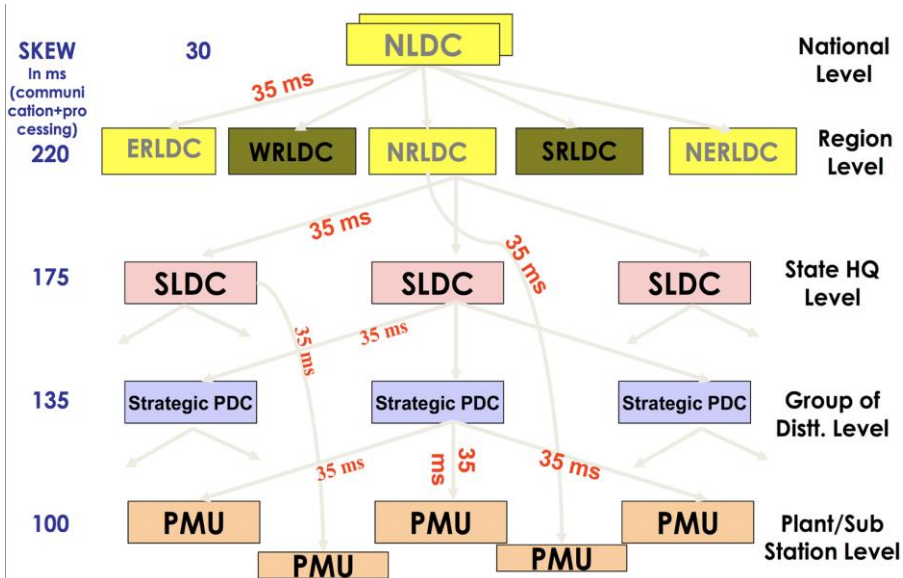 SKEW
In ms
(communi
cation+pro
cessing)
30
NLDC
National
Level
35 ms
220
ERLDC
WRLDC
NRLDC
SRLDC
NERLDC
Region
Level
35 ms
35 ms
175
SLDC
SLDC
SLDC
State HQ
Level
35 ms
35 ms
135
Strategic PDC
Strategic PDC
Strategic PDC
Group of
Distt. Level
35 ms
35
ms
35 ms
100
PMU
PMU
PMU
Plant/Sub
Station Level
PMU
PMU